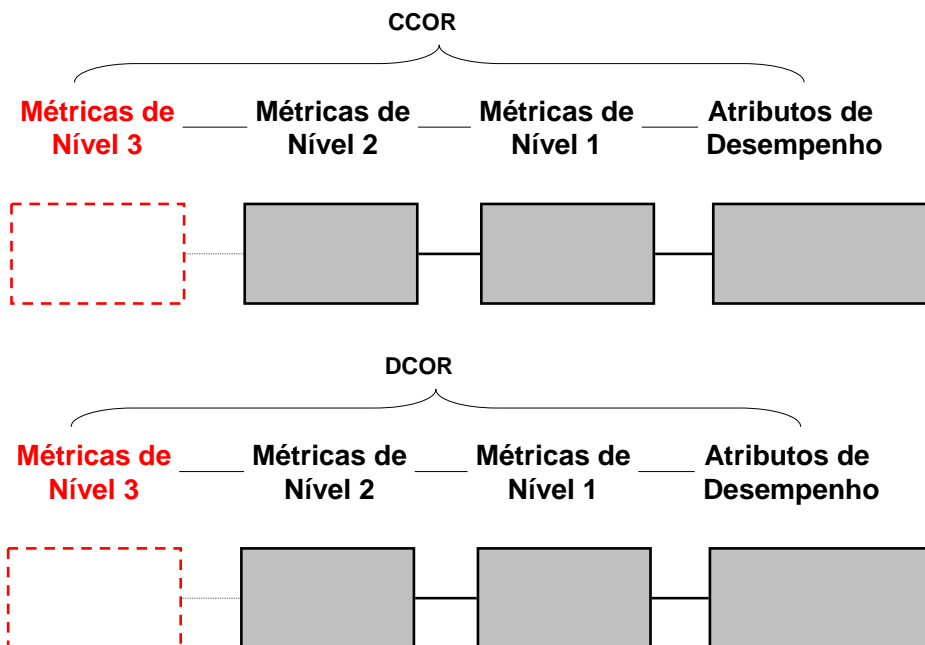 CCOR
Métricas de Métricas de Métricas de Atributos de
Nível 3 Nível 2 Nível 1 Desempenho
DCOR
Métricas de Métricas de Métricas de Atributos de
Nível 3 Nível 2 Nível 1 Desempenho